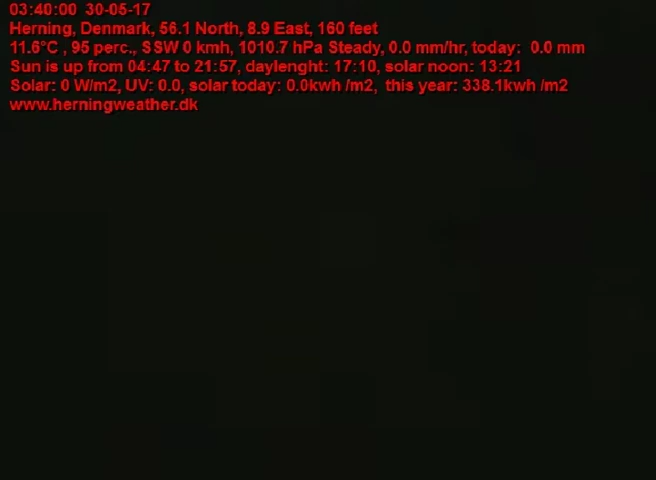 03:40:00 30-05-17
Herning, Denmark, 56.1 North, 8.9 East, 160 feet
11.6°C , 95 perc., SSW 0 kmh, 1010.7 hPa Steady, 0.0 mm/hr, today: 0.0 mm
Sun is up from 04:47 to 21:57, daylenght: 17:10, solar noon: 13:21
Solar: 0 W/m2, UV: 0.0, solar today: 0.0kwh /m2, this year: 338.1kwh /m2
www.herningweather.dk